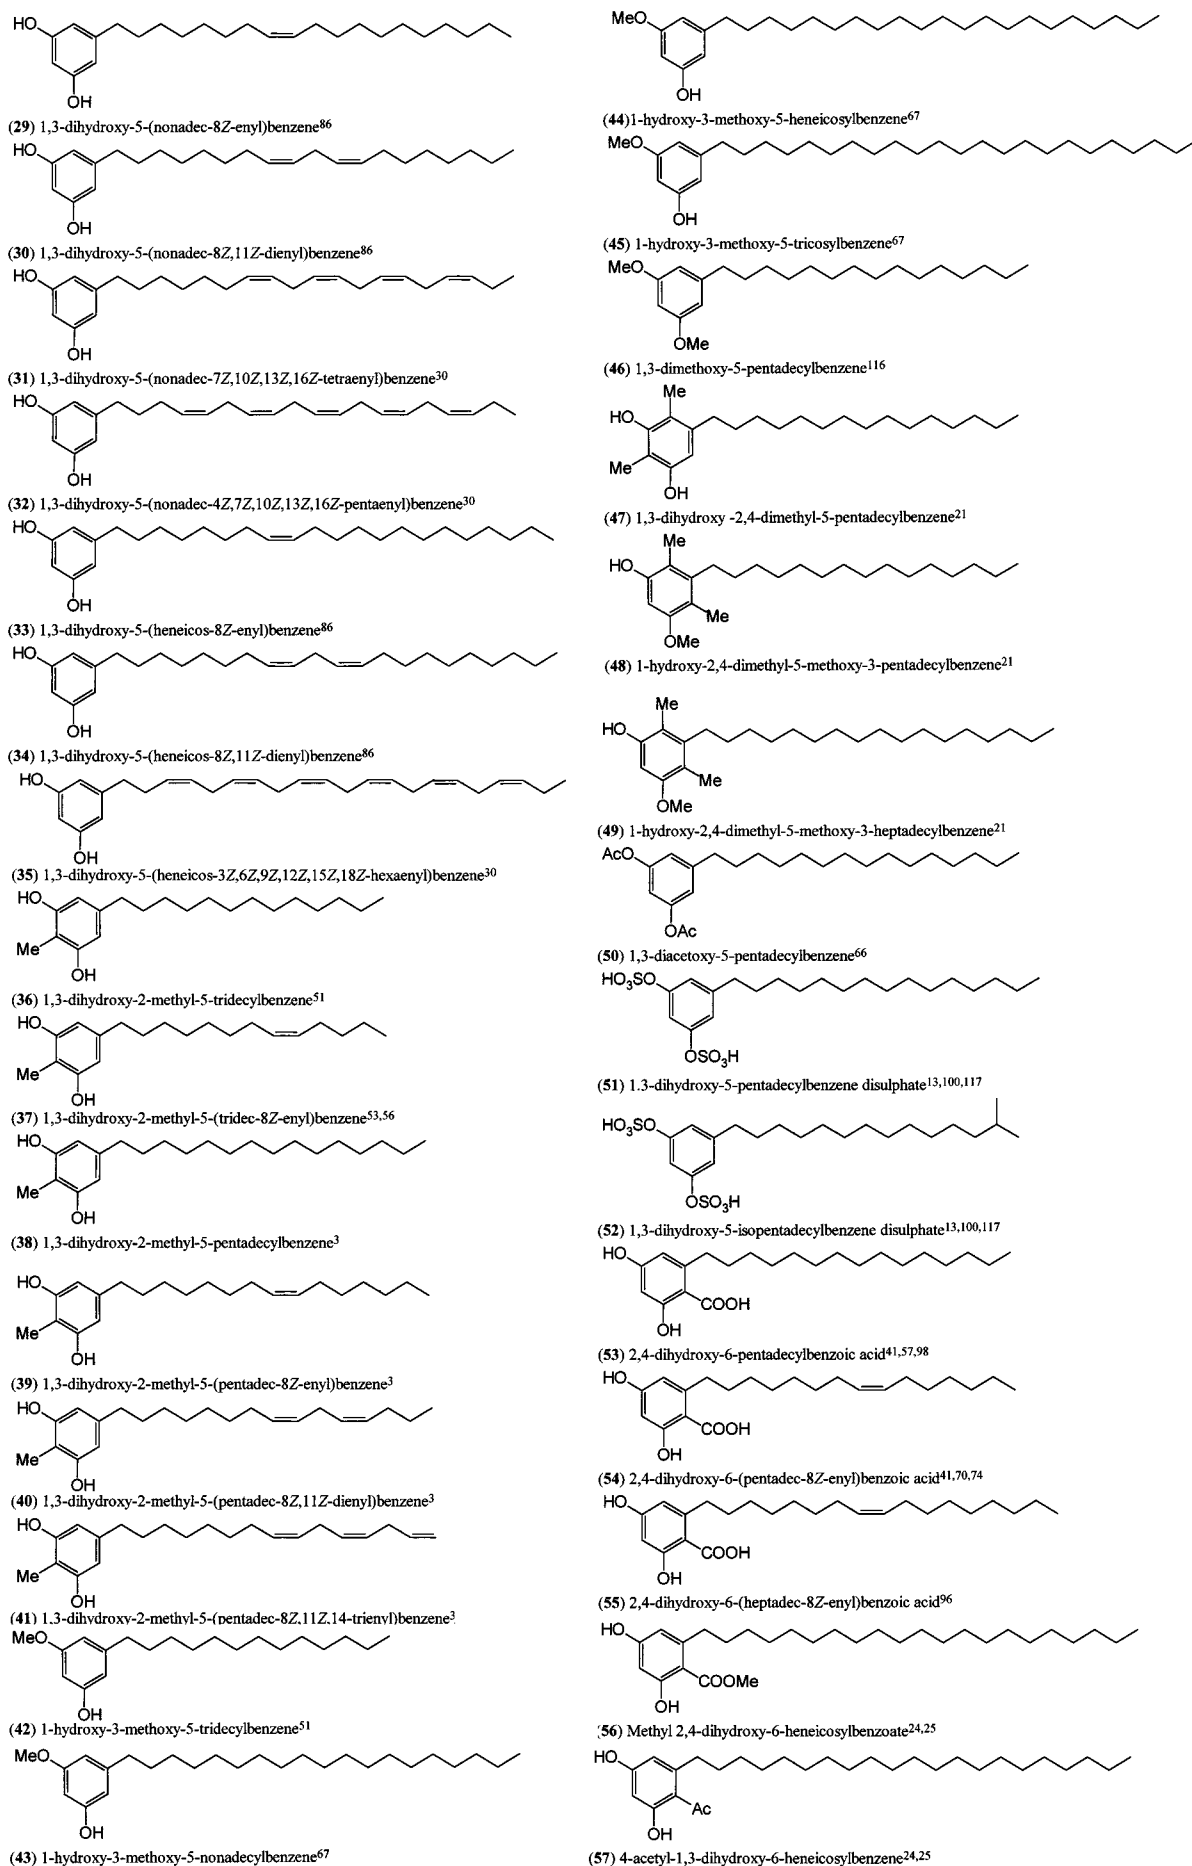 HO
OH
(29) 1,3-dihydroxy-5-(nonadec-8Z-enyl)benzene86
HO
OH
(30) 1,3-dihydroxy-5-(nonadec-8Z,11Z-dienyl)benzene86
HO
OH
(31) 1,3-dihydroxy-5-(nonadec-7Z,10Z,13Z,16Z-tetraenyl)benzene30
HO
OH
(32) 1,3-dihydroxy-5-(nonadec-4Z,7Z,10Z,13Z,16Z-pentaenyl)benzene30
HO
OH
(33) 1,3-dihydroxy-5-(heneicos-8Z-enyl)benzene86
HO
OH
(34) 1,3-dihydroxy-5-(heneicos-8Z,11Z-dienyl)benzene86
HO
OH
(35) 1,3-dihydroxy-5-(heneicos-3Z,6Z,9Z,12Z,15Z,18Z-hexaenyl)benzene30
HO
Me
OH
(36) 1,3-dihydroxy-2-methyl-5-tridecylbenzene51
HO
Me
OH
(37) 1,3-dihydroxy-2-methyl-5-(tridec-8Z-enyl)benzene53,56
HO
Me
OH
(38) 1,3-dihydroxy-2-methyl-5-pentadecylbenzene3
HO
Me
OH
(39) 1,3-dihydroxy-2-methyl-5-(pentadec-8Z-enyl)benzene3
HO
Me
OH
(40) 1,3-dihydroxy-2-methyl-5-(pentadec-8Z,11Z-dienyl)benzene3
HO
Me
OH
(41) 1,3-dihydroxy-2-methyl-5-(pentadec-8Z,11Z,14-trienyl)benzene3
MeO
OH
(42) 1-hydroxy-3-methoxy-5-tridecylbenzene51
MeO
OH
(43) 1-hydroxy-3-methoxy-5-nonadecylbenzene67
MeO
OH
(44)1-hydroxy-3-methoxy-5-heneicosylbenzene67
MeO
OH
(45) 1-hydroxy-3-methoxy-5-tricosylbenzene67
MeO
OMe
(46) 1,3-dimethoxy-5-pentadecylbenzene116
Me
HO
Me
OH
(47) 1,3-dihydroxy -2,4-dimethyl-5-pentadecylbenzene21
Me
HO
Me
OMe
(48) 1-hydroxy-2,4-dimethyl-5-methoxy-3-pentadecylbenzene21
Me
HO
Me
OMe
(49) 1-hydroxy-2,4-dimethyl-5-methoxy-3-heptadecylbenzene21
AcO
OAc
(50) 1,3-diacetoxy-5-pentadecylbenzene66
HO3SO
OSO3H
(51) 1.3-dihydroxy-5-pentadecylbenzene disulphate13,100,117
HO3SO
OSO3H
(52) 1,3-dihydroxy-5-isopentadecylbenzene disulphate13,100,117
HO
COOH
OH
(53) 2,4-dihydroxy-6-pentadecylbenzoic acid41,57,98
HO
COOH
OH
(54) 2,4-dihydroxy-6-(pentadec-8Z-enyl)benzoic acid41,70,74
HO
COOH
OH
(55) 2,4-dihydroxy-6-(heptadec-8Z-enyl)benzoic acid96
HO
COOMe
OH
(56) Methyl 2,4-dihydroxy-6-heneicosylbenzoate24,25
HO
Ac
OH
(57) 4-acetyl-1,3-dihydroxy-6-heneicosylbenzene24,25